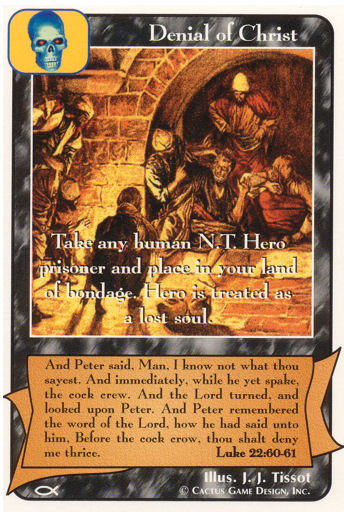 Denial of Christ
Take any human N.T. Hero
prisoner and place in your land
of bondage. Hero is treated as
a lost soul.
And Peter said, Man, I know not what thou
sayest. And immediately, while he yet spake,
the cock crew. And the Lord turned, and
looked upon Peter. And Peter remembered
the word of the Lord, how he had said unto
him, Before the cock crow, thou shalt deny
me thrice. Luke 22:60-61
Illus. J. J. Tissot
© Cactus Game Design, Inc.